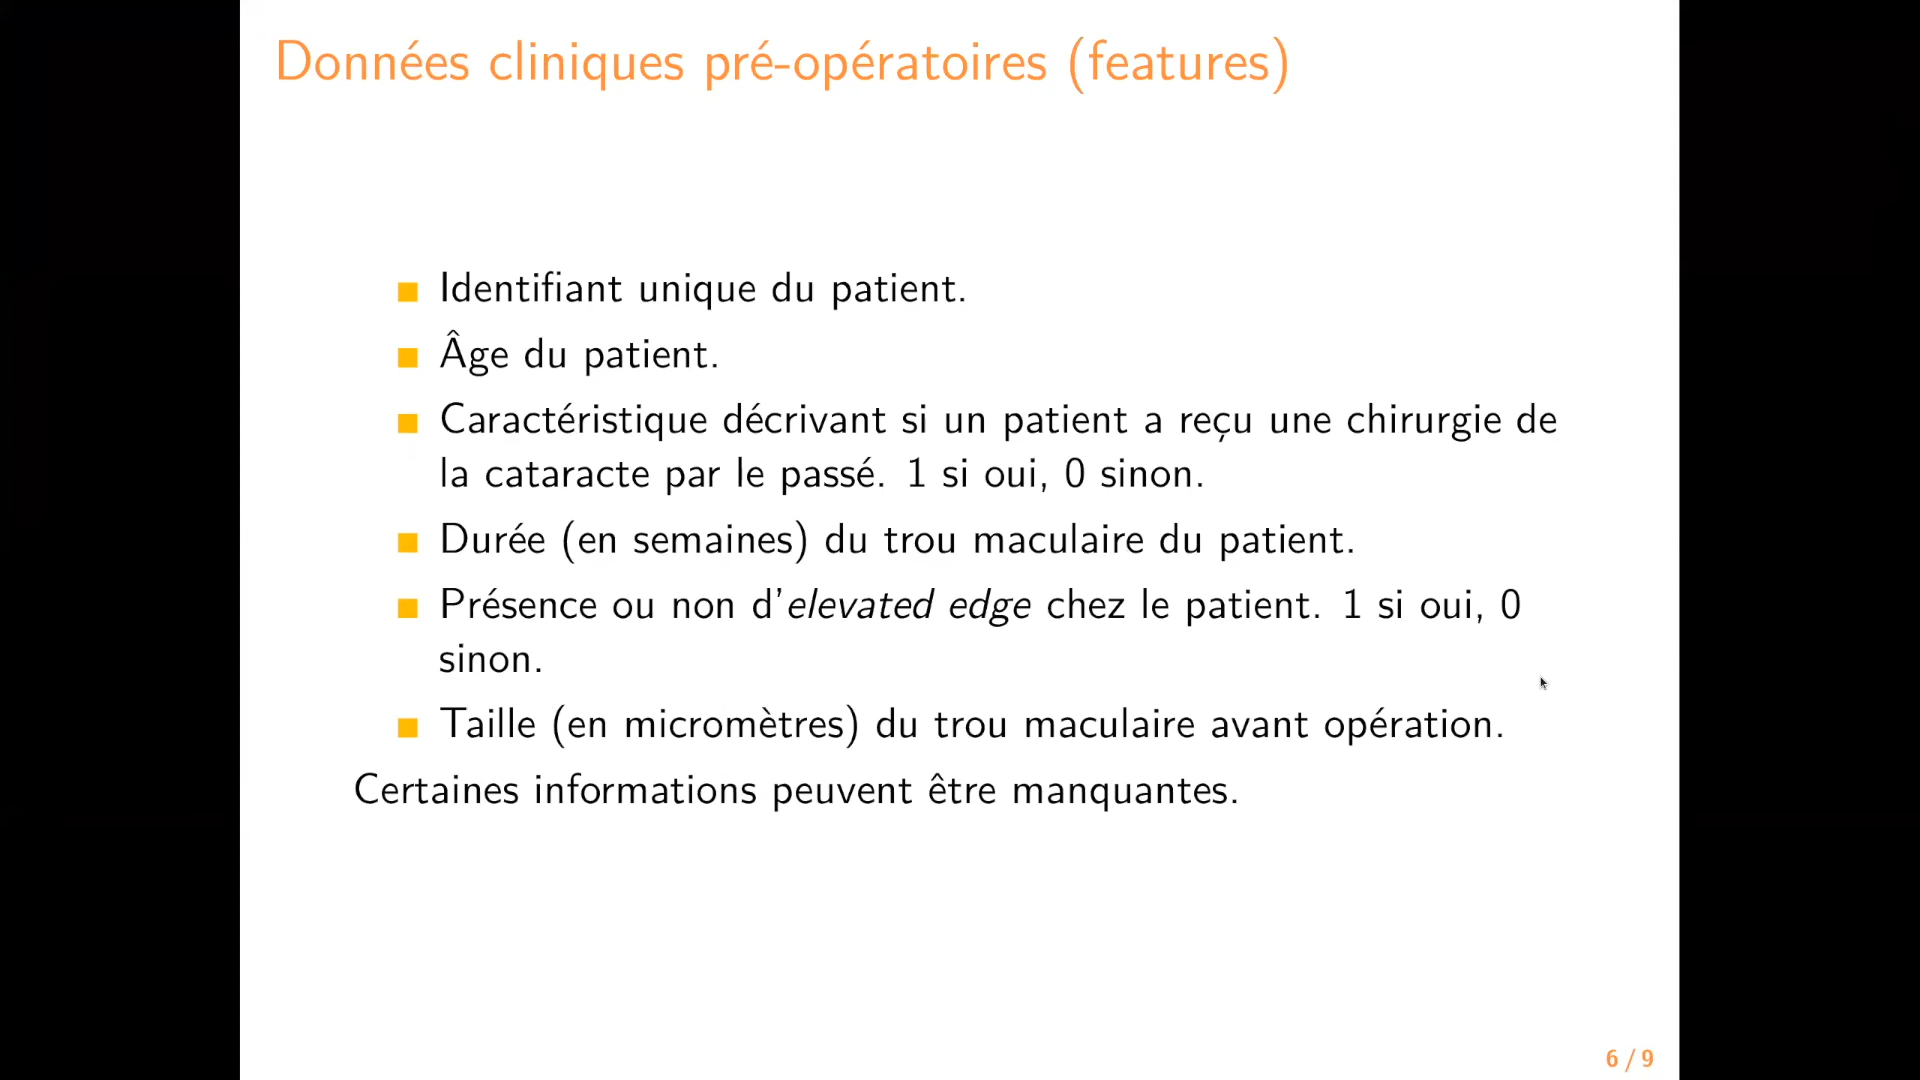 Données cliniques pré-opératoires (features)
Identifiant unique du patient.
Âge du patient.
Caractéristique décrivant si un patient a reçu une chirurgie de
la cataracte par le passé. 1 si oui, 0 sinon.
Durée (en semaines) du trou maculaire du patient.
Présence ou non d'elevated edge chez le patient. 1 si oui, 0
sinon.
Taille (en micromètres) du trou maculaire avant opération.
Certaines informations peuvent être manquantes.
6 / 9